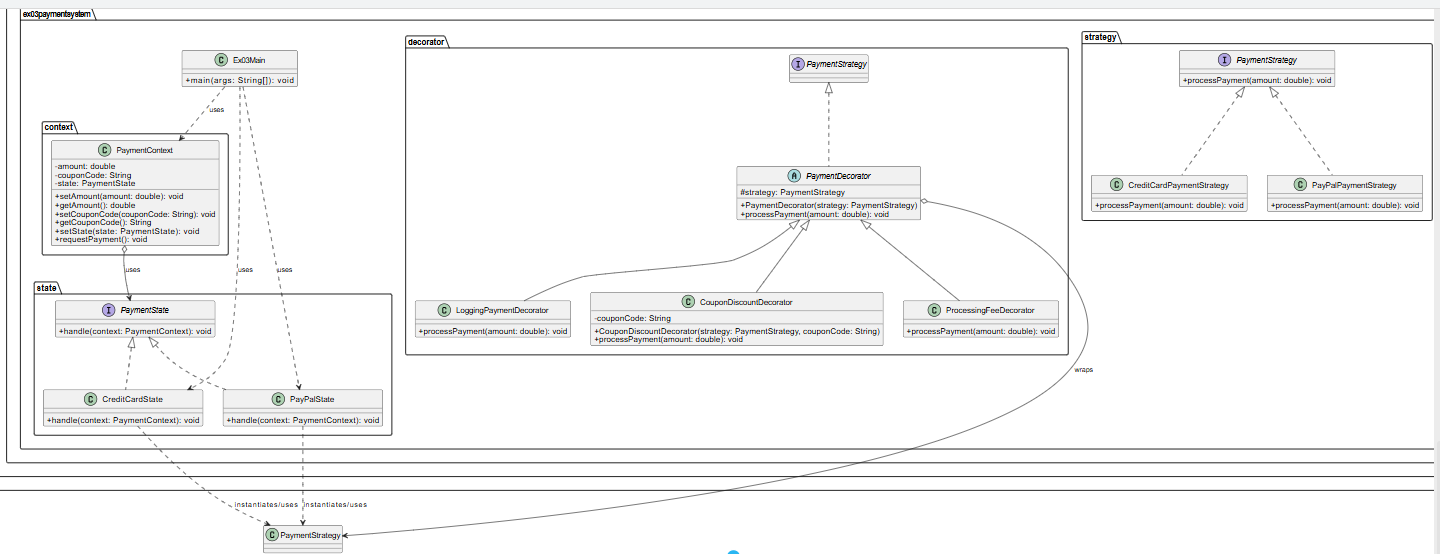 ex03paymentsystem
C Ex03Main
+main(args: String[]): void
uses
context
C PaymentContext
-amount: double
-couponCode: String
-state: PaymentState
+setAmount(amount: double): void
+getAmount(): double
+setCouponCode(couponCode: String): void
+getCouponCode(): String
+setState(state: PaymentState): void
+requestPayment(): void
uses
uses
uses
state
I PaymentState
+handle(context: PaymentContext): void
C CreditCardState
+handle(context: PaymentContext): void
C PayPalState
+handle(context: PaymentContext): void
decorator
I PaymentStrategy
A PaymentDecorator
#strategy: PaymentStrategy
+PaymentDecorator(strategy: PaymentStrategy)
+processPayment(amount: double): void
C LoggingPaymentDecorator
+processPayment(amount: double): void
C CouponDiscountDecorator
-couponCode: String
+CouponDiscountDecorator(strategy: PaymentStrategy, couponCode: String)
+processPayment(amount: double): void
C ProcessingFeeDecorator
+processPayment(amount: double): void
strategy
I PaymentStrategy
+processPayment(amount: double): void
C CreditCardPaymentStrategy
+processPayment(amount: double): void
C PayPalPaymentStrategy
+processPayment(amount: double): void
wraps
instantiates/uses
instantiates/uses
C PaymentStrategy